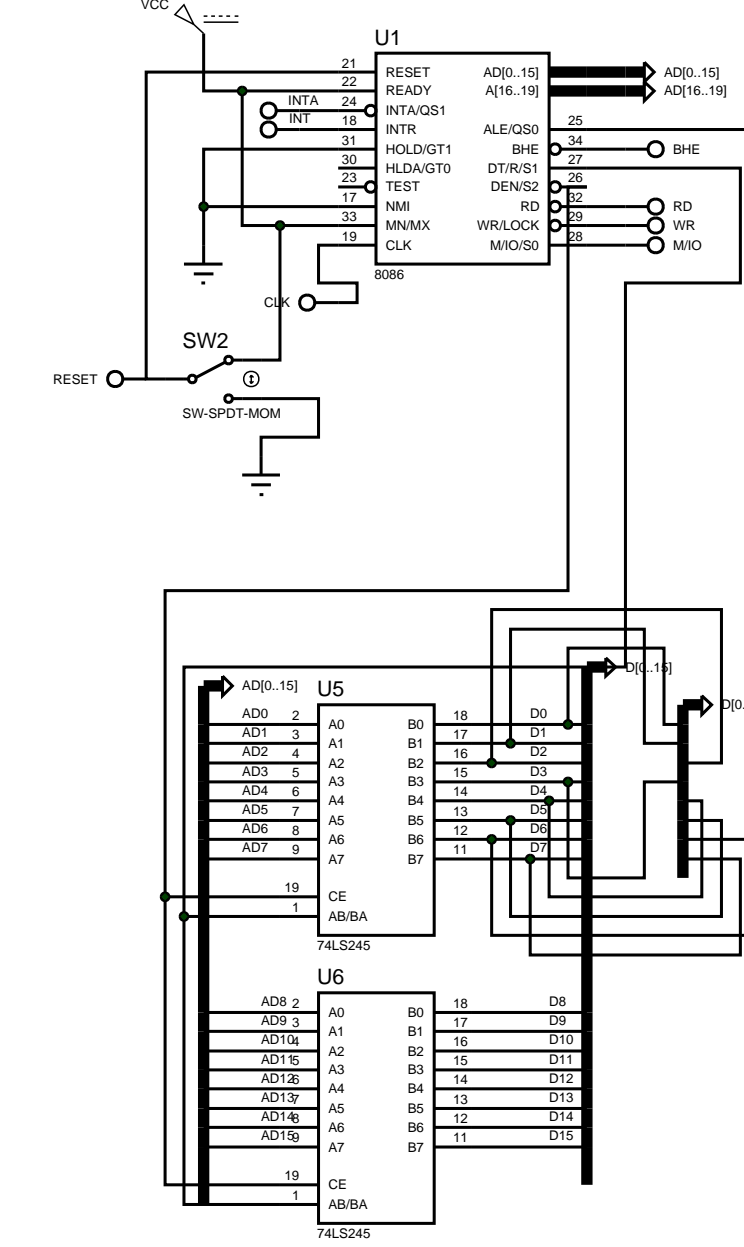 VCC
U1
21 RESET AD[0..15] AD[0..15]
22 READY A[16..19] AD[16..19]
INTA 24 INTA/QS1
INT 18 INTR ALE/QS0 25
31 HOLD/GT1 BHE 34 BHE
30 HLDA/GT0 DT/R/S1 27
23 TEST DEN/S2 26
17 NMI RD 32 RD
33 MN/MX WR/LOCK 29 WR
19 CLK M/IO/S0 28 M/IO
8086
CLK
SW2
RESET
SW-SPDT-MOM
D[0..15]
AD[0..15] U5
D[0.
AD0 2 A0 B0 18 D0
AD1 3 A1 B1 17 D1
AD2 4 A2 B2 16 D2
AD3 5 A3 B3 15 D3
AD4 6 A4 B4 14 D4
AD5 7 A5 B5 13 D5
AD6 8 A6 B6 12 D6
AD7 9 A7 B7 11 D7
19 CE
1 AB/BA
74LS245
U6
AD8 2 A0 B0 18 D8
AD9 3 A1 B1 17 D9
AD10 4 A2 B2 16 D10
AD11 5 A3 B3 15 D11
AD12 6 A4 B4 14 D12
AD13 7 A5 B5 13 D13
AD14 8 A6 B6 12 D14
AD15 9 A7 B7 11 D15
19 CE
1 AB/BA
74LS245